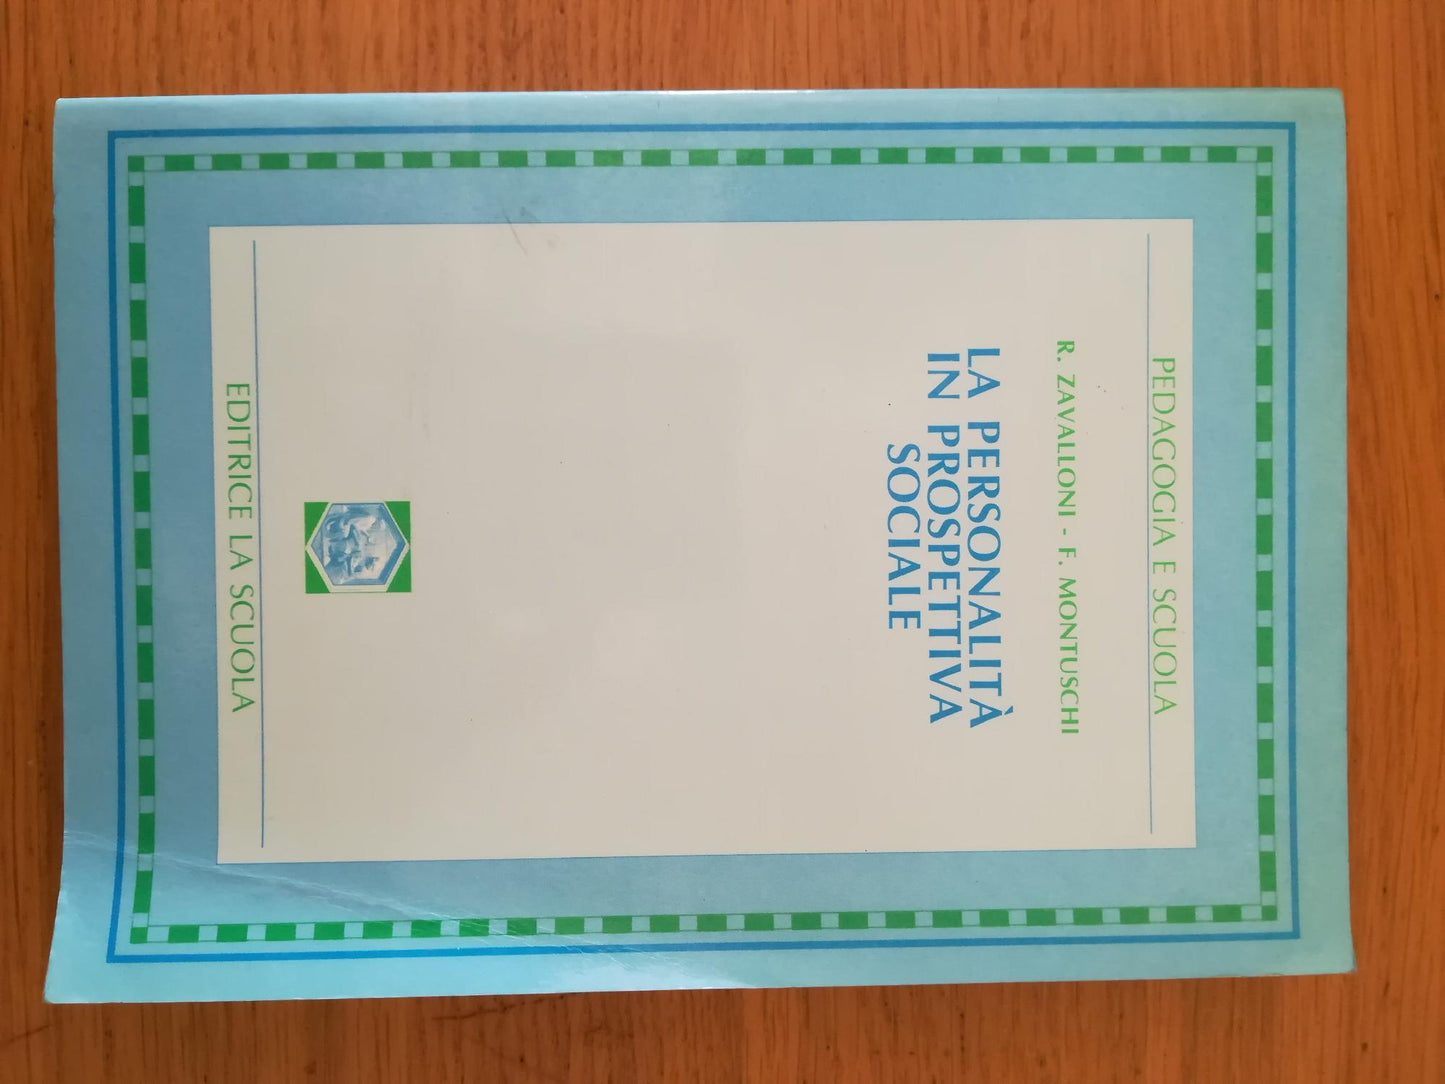 PEDAGOGIA E SCUOLA
R. ZAVALLONI - F. MONTUSCHI
LA PERSONALITÀ
IN PROSPETTIVA
SOCIALE
EDITRICE LA SCUOLA